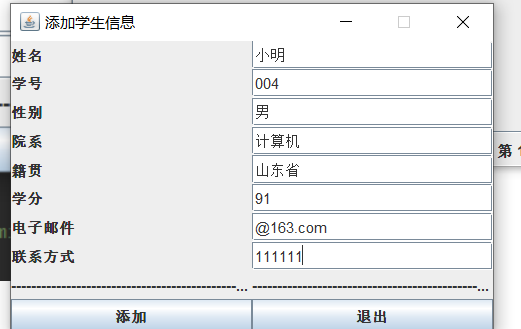 添加学生信息
姓名 小明
学号 004
性别 男
院系 计算机
籍贯 山东省
学分 91
电子邮件 @163.com
联系方式 111111
添加 退出
第 1